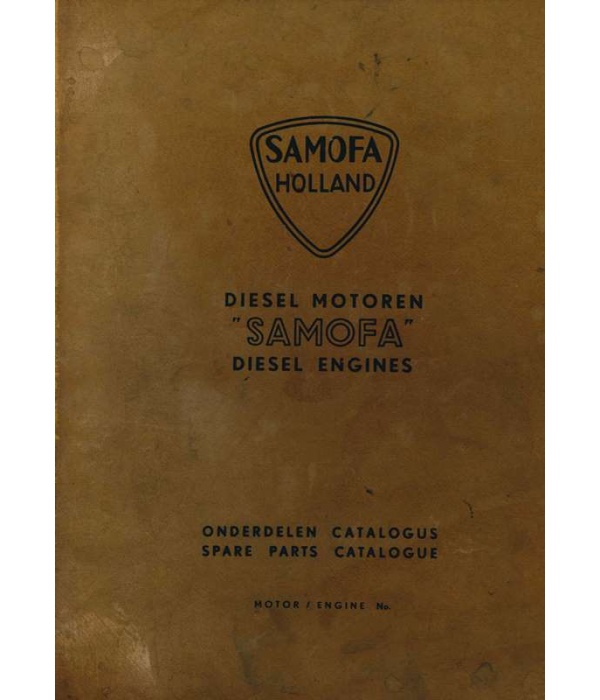 SAMOFA
HOLLAND
DIESEL MOTOREN
"SAMOFA"
DIESEL ENGINES
ONDERDELEN CATALOGUS
SPARE PARTS CATALOGUE
MOTOR / ENGINE No.